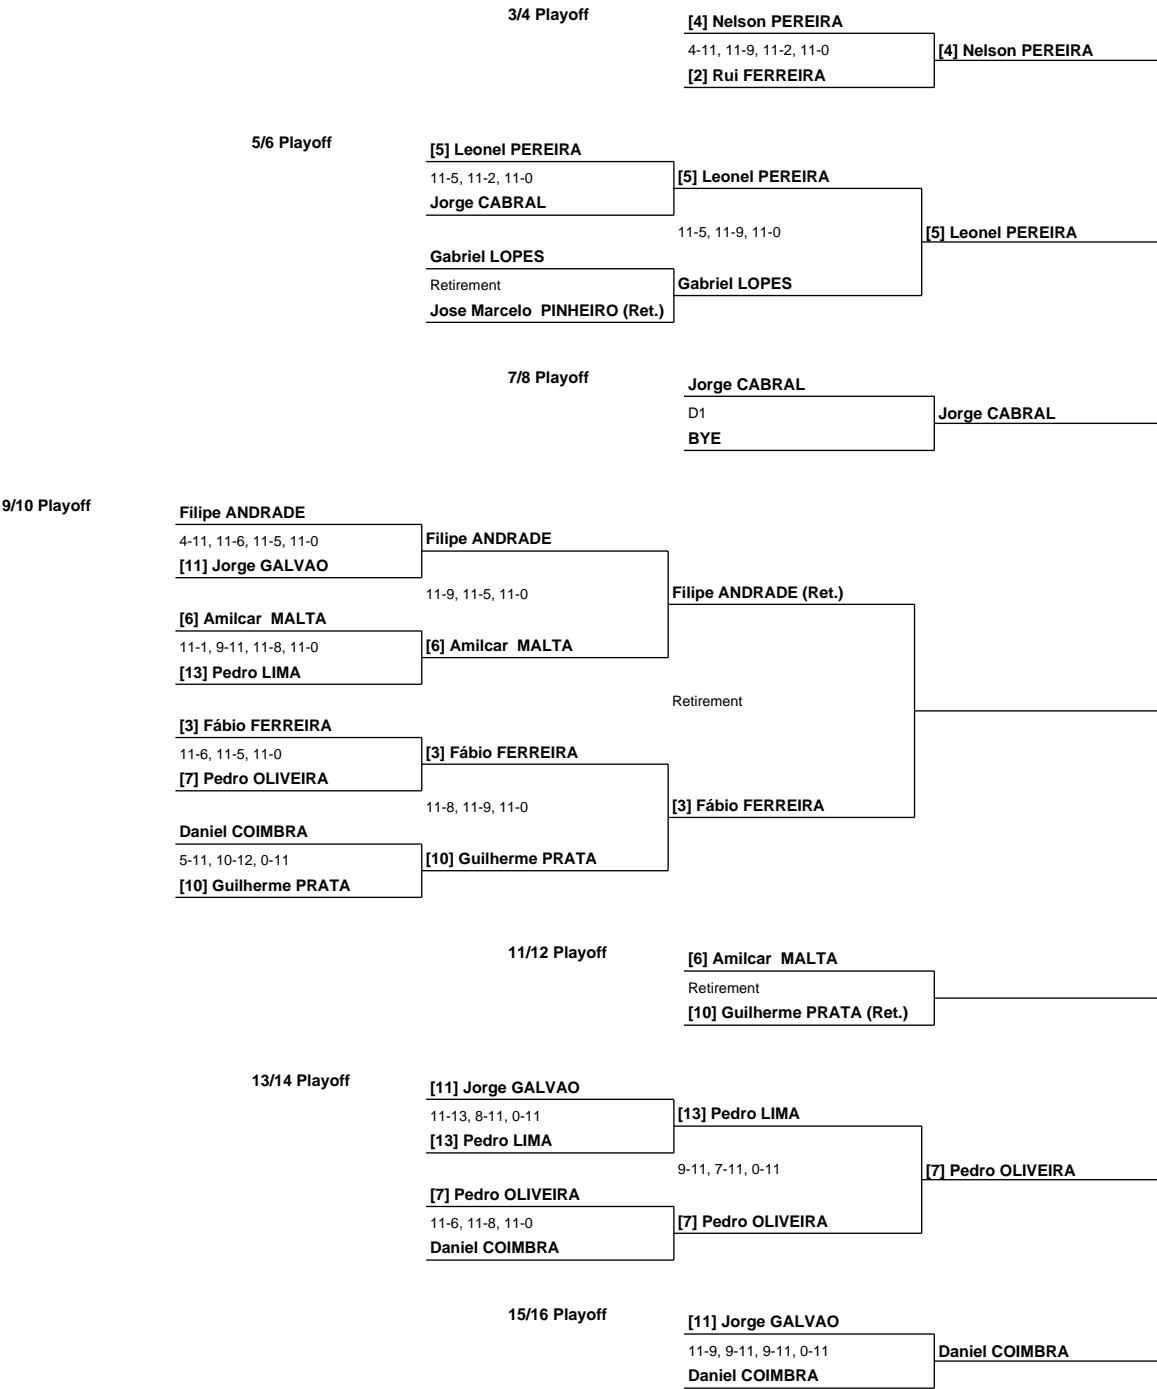 3/4 Playoff
[4] Nelson PEREIRA
4-11, 11-9, 11-2, 11-0
[4] Nelson PEREIRA
[2] Rui FERREIRA
5/6 Playoff
[5] Leonel PEREIRA
11-5, 11-2, 11-0
[5] Leonel PEREIRA
Jorge CABRAL
11-5, 11-9, 11-0
[5] Leonel PEREIRA
Gabriel LOPES
Retirement
Gabriel LOPES
Jose Marcelo  PINHEIRO (Ret.)
7/8 Playoff
Jorge CABRAL
D1
Jorge CABRAL
BYE
9/10 Playoff
Filipe ANDRADE
4-11, 11-6, 11-5, 11-0
Filipe ANDRADE
[11] Jorge GALVAO
11-9, 11-5, 11-0
Filipe ANDRADE (Ret.)
[6] Amilcar  MALTA
11-1, 9-11, 11-8, 11-0
[6] Amilcar  MALTA
[13] Pedro LIMA
Retirement
[3] Fábio FERREIRA
11-6, 11-5, 11-0
[3] Fábio FERREIRA
[7] Pedro OLIVEIRA
11-8, 11-9, 11-0
[3] Fábio FERREIRA
Daniel COIMBRA
5-11, 10-12, 0-11
[10] Guilherme PRATA
[10] Guilherme PRATA
11/12 Playoff
[6] Amilcar  MALTA
Retirement
[10] Guilherme PRATA (Ret.)
13/14 Playoff
[11] Jorge GALVAO
11-13, 8-11, 0-11
[13] Pedro LIMA
[13] Pedro LIMA
9-11, 7-11, 0-11
[7] Pedro OLIVEIRA
[7] Pedro OLIVEIRA
11-6, 11-8, 11-0
[7] Pedro OLIVEIRA
Daniel COIMBRA
15/16 Playoff
[11] Jorge GALVAO
11-9, 9-11, 9-11, 0-11
Daniel COIMBRA
Daniel COIMBRA